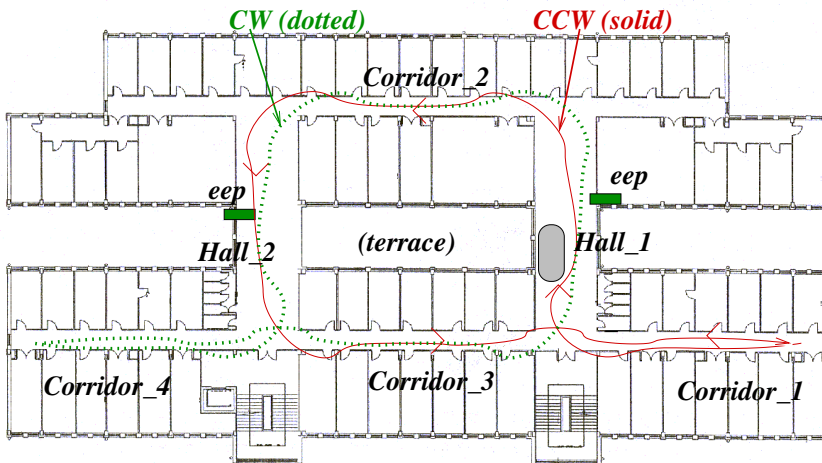 CW (dotted)
CCW (solid)
Corridor_2
eep
eep
Hall_2
(terrace)
Hall_1
Corridor_4
Corridor_3
Corridor_1